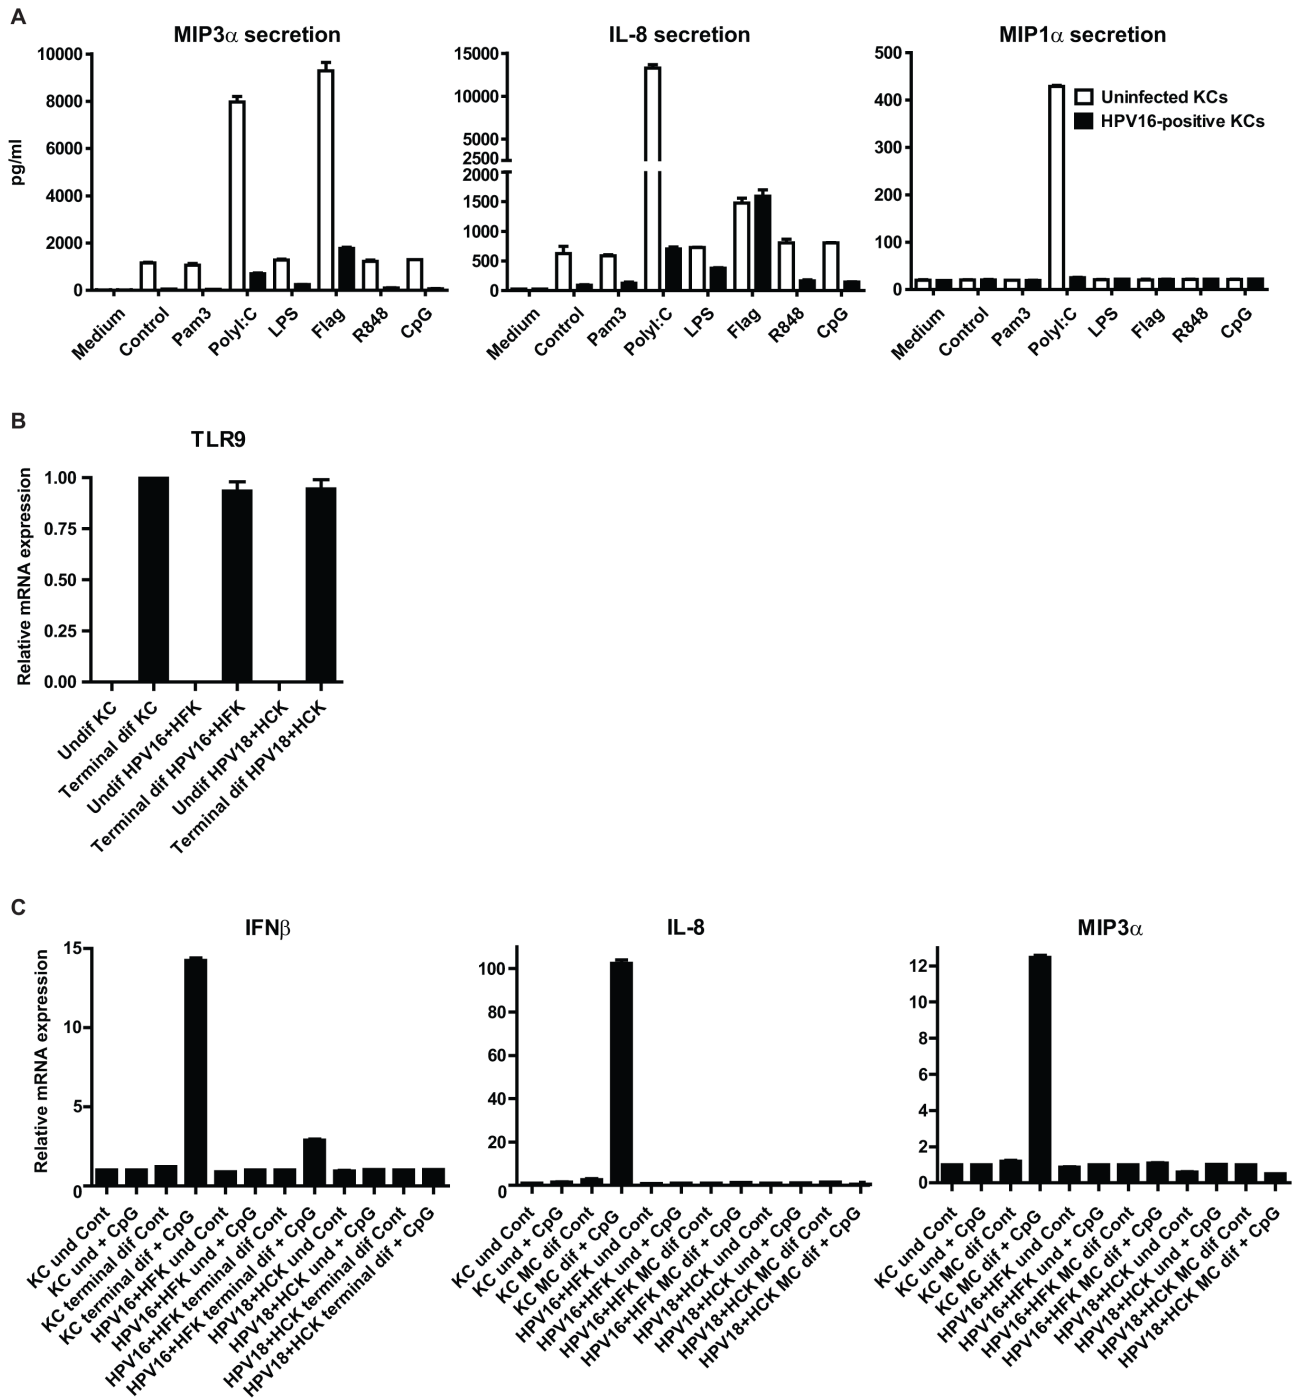 A
MIP3α secretion
IL-8 secretion
MIP1α secretion
pg/ml
10000
8000
6000
4000
2000
0
Medium
Control
Pam3
PolyI:C
LPS
Flag
R848
CpG
15000
10000
5000
2500
2000
1500
1000
500
0
Medium
Control
Pam3
PolyI:C
LPS
Flag
R848
CpG
500
400
300
200
100
0
Uninfected KCs
HPV16-positive KCs
Medium
Control
Pam3
PolyI:C
LPS
Flag
R848
CpG
B
TLR9
Relative mRNA expression
1.00
0.75
0.50
0.25
0.00
Undif KC
Terminal dif KC
Undif HPV16+HFK
Terminal dif HPV16+HFK
Undif HPV18+HCK
Terminal dif HPV18+HCK
C
IFNβ
IL-8
MIP3α
Relative mRNA expression
15
10
5
0
KC und Cont
KC und + CpG
KC terminal dif Cont
KC terminal dif + CpG
HPV16+HFK und Cont
HPV16+HFK und + CpG
HPV16+HFK terminal dif Cont
HPV16+HFK terminal dif + CpG
HPV18+HCK und Cont
HPV18+HCK und + CpG
HPV18+HCK terminal dif Cont
HPV18+HCK terminal dif + CpG
100
80
60
40
20
0
KC und Cont
KC und + CpG
KC MC dif Cont
KC MC dif + CpG
HPV16+HFK und Cont
HPV16+HFK und + CpG
HPV16+HFK MC dif Cont
HPV16+HFK MC dif + CpG
HPV18+HCK und Cont
HPV18+HCK und + CpG
HPV18+HCK MC dif Cont
HPV18+HCK MC dif + CpG
12
10
8
6
4
2
0
KC und Cont
KC und + CpG
KC MC dif Cont
KC MC dif + CpG
HPV16+HFK und Cont
HPV16+HFK und + CpG
HPV16+HFK MC dif Cont
HPV16+HFK MC dif + CpG
HPV18+HCK und Cont
HPV18+HCK und + CpG
HPV18+HCK MC dif Cont
HPV18+HCK MC dif + CpG